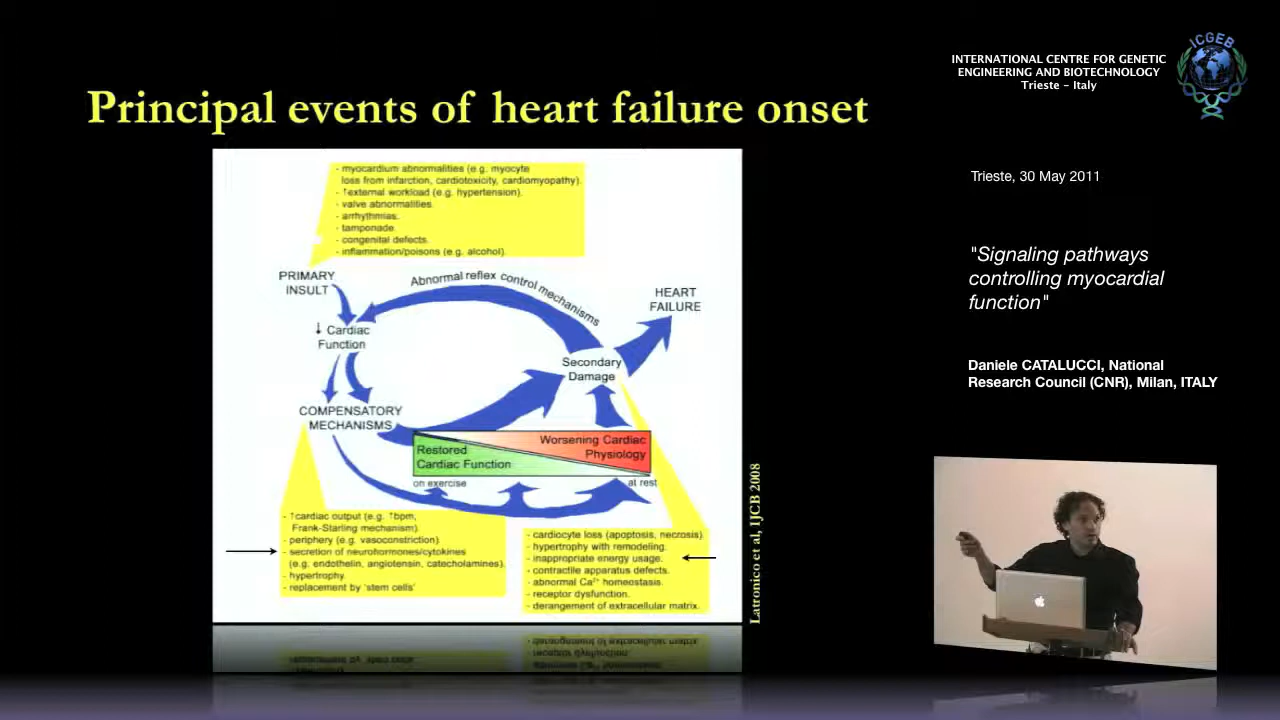 INTERNATIONAL CENTRE FOR GENETIC
ENGINEERING AND BIOTECHNOLOGY
Trieste - Italy
ICGEB
Principal events of heart failure onset
Trieste, 30 May 2011
"Signaling pathways
controlling myocardial
function"
Daniele CATALUCCI, National
Research Council (CNR), Milan, ITALY
- myocardium abnormalities (e.g. myocyte
loss from infarction, cardiotoxicity, cardiomyopathy).
- ↑external workload (e.g. hypertension).
- valve abnormalities.
- arrhythmias.
- tamponade.
- congenital defects.
- inflammation/poisons (e.g. alcohol).
PRIMARY
INSULT
Abnormal reflex control mechanisms
HEART
FAILURE
↓ Cardiac
Function
Secondary
Damage
COMPENSATORY
MECHANISMS
Worsening Cardiac
Physiology
Restored
Cardiac Function
on exercise
at rest
- ↑cardiac output (e.g. ↑bpm,
Frank-Starling mechanism).
- periphery (e.g. vasoconstriction).
- secretion of neurohormones/cytokines
(e.g. endothelin, angiotensin, catecholamines).
- hypertrophy.
- replacement by 'stem cells'
- cardiocyte loss (apoptosis, necrosis).
- hypertrophy with remodeling.
- inappropriate energy usage.
- contractile apparatus defects.
- abnormal Ca²⁺ homeostasis.
- receptor dysfunction.
- derangement of extracellular matrix.
Latronico et al, IJCB 2008